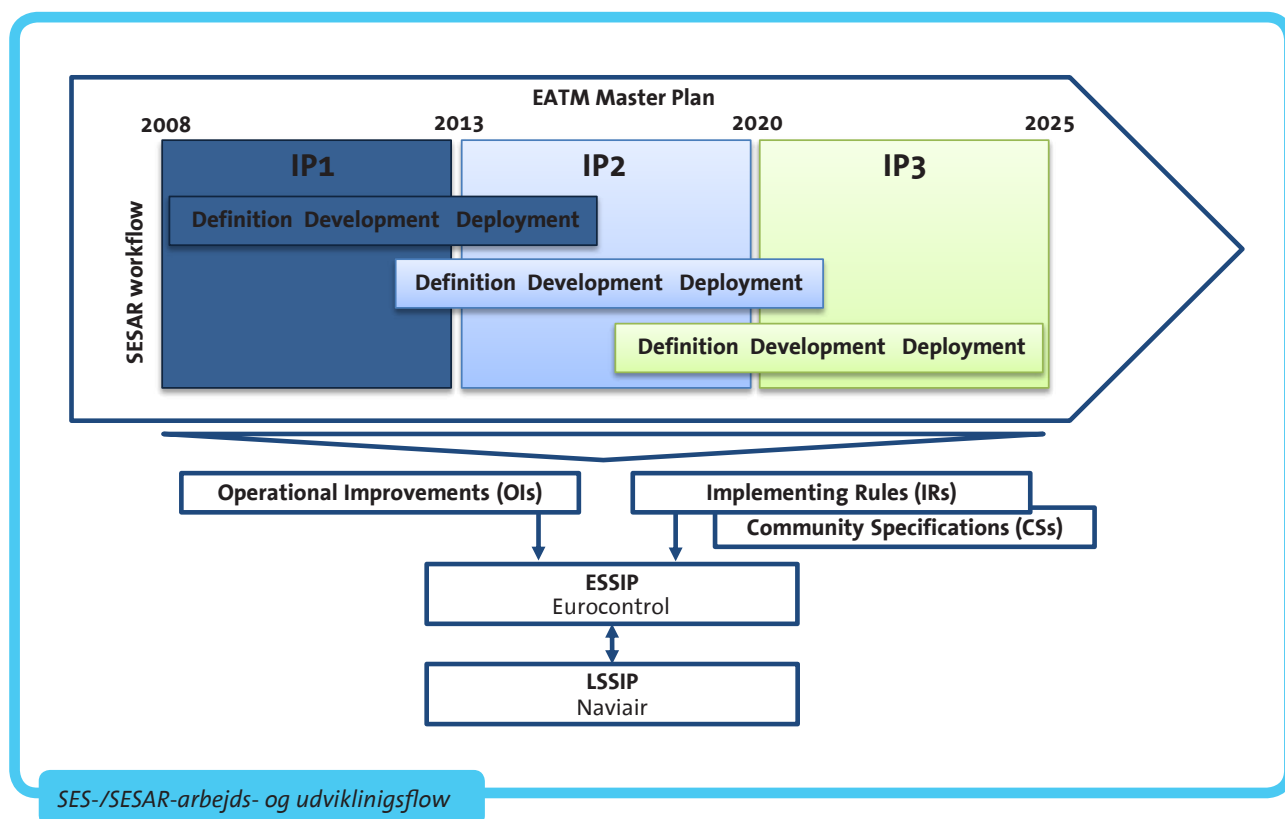 EATM Master Plan
2008 2013 2020 2025
IP1 IP2 IP3
SESAR workflow
Definition Development Deployment
Definition Development Deployment
Definition Development Deployment
Operational Improvements (OIs)
Implementing Rules (IRs)
Community Specifications (CSs)
ESSIP
Eurocontrol
LSSIP
Naviair
SES-/SESAR-arbejds- og udviklinigsflow